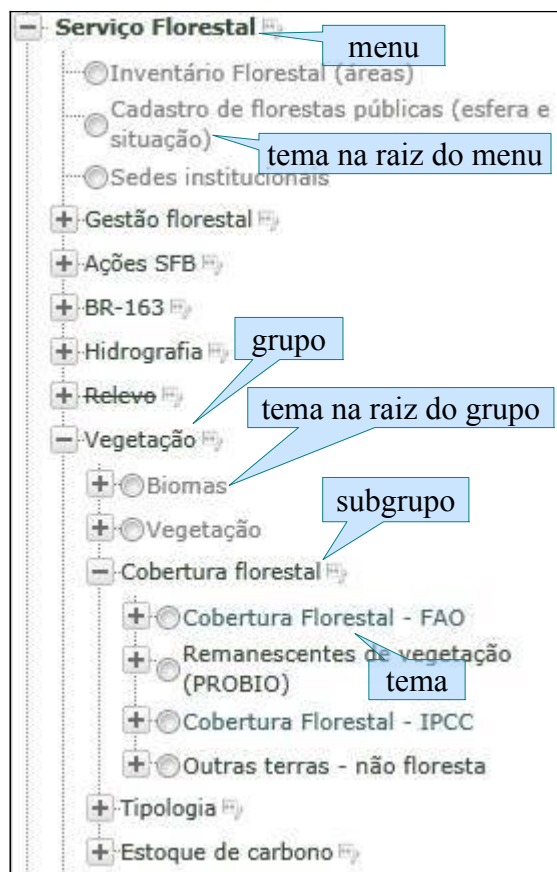 Serviço Florestal
menu
Inventário Florestal (áreas)
Cadastro de florestas públicas (esfera e
situação)
tema na raiz do menu
Sedes institucionais
Gestão florestal
Ações SFB
BR-163
grupo
Hidrografia
Relevo
tema na raiz do grupo
Vegetação
Biomas
subgrupo
Vegetação
Cobertura florestal
Cobertura Florestal - FAO
Remanescentes de vegetação
(PROBIO)
tema
Cobertura Florestal - IPCC
Outras terras - não floresta
Tipologia
Estoque de carbono